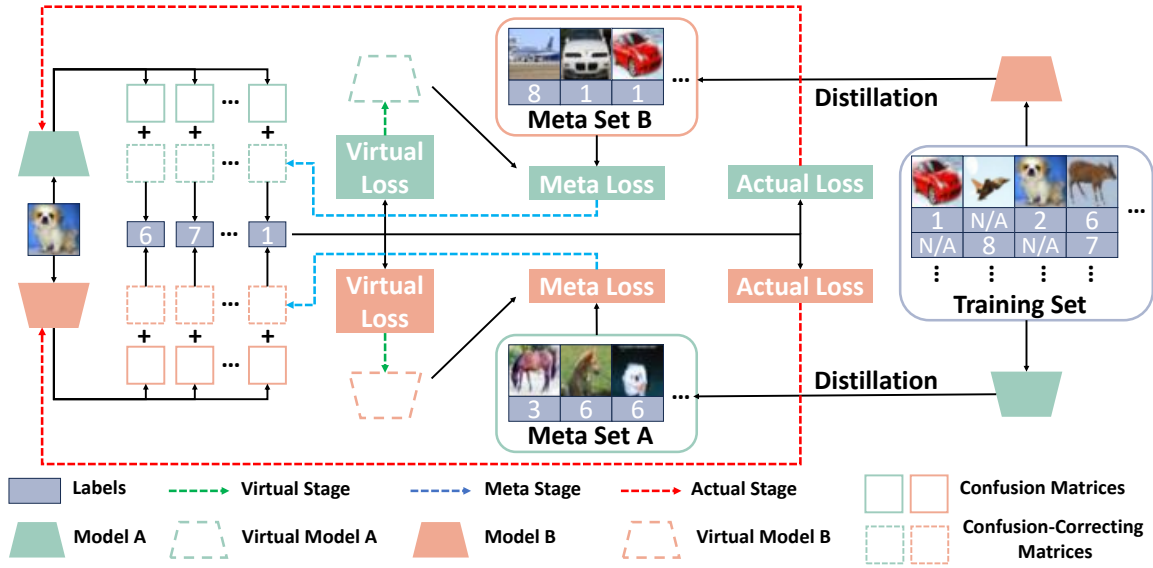 8 1 1 ...
Meta Set B
Distillation
... 
+ + +
...
Virtual
Loss
Meta Loss
Actual Loss
1 N/A 2 6 ...
N/A 8 N/A 7
Training Set
6 7 ... 1
Virtual
Loss
Meta Loss
Actual Loss
...
+ + +
...
Distillation
3 6 6 ...
Meta Set A
Labels
Virtual Stage
Meta Stage
Actual Stage
Confusion Matrices
Model A
Virtual Model A
Model B
Virtual Model B
Confusion-Correcting
Matrices